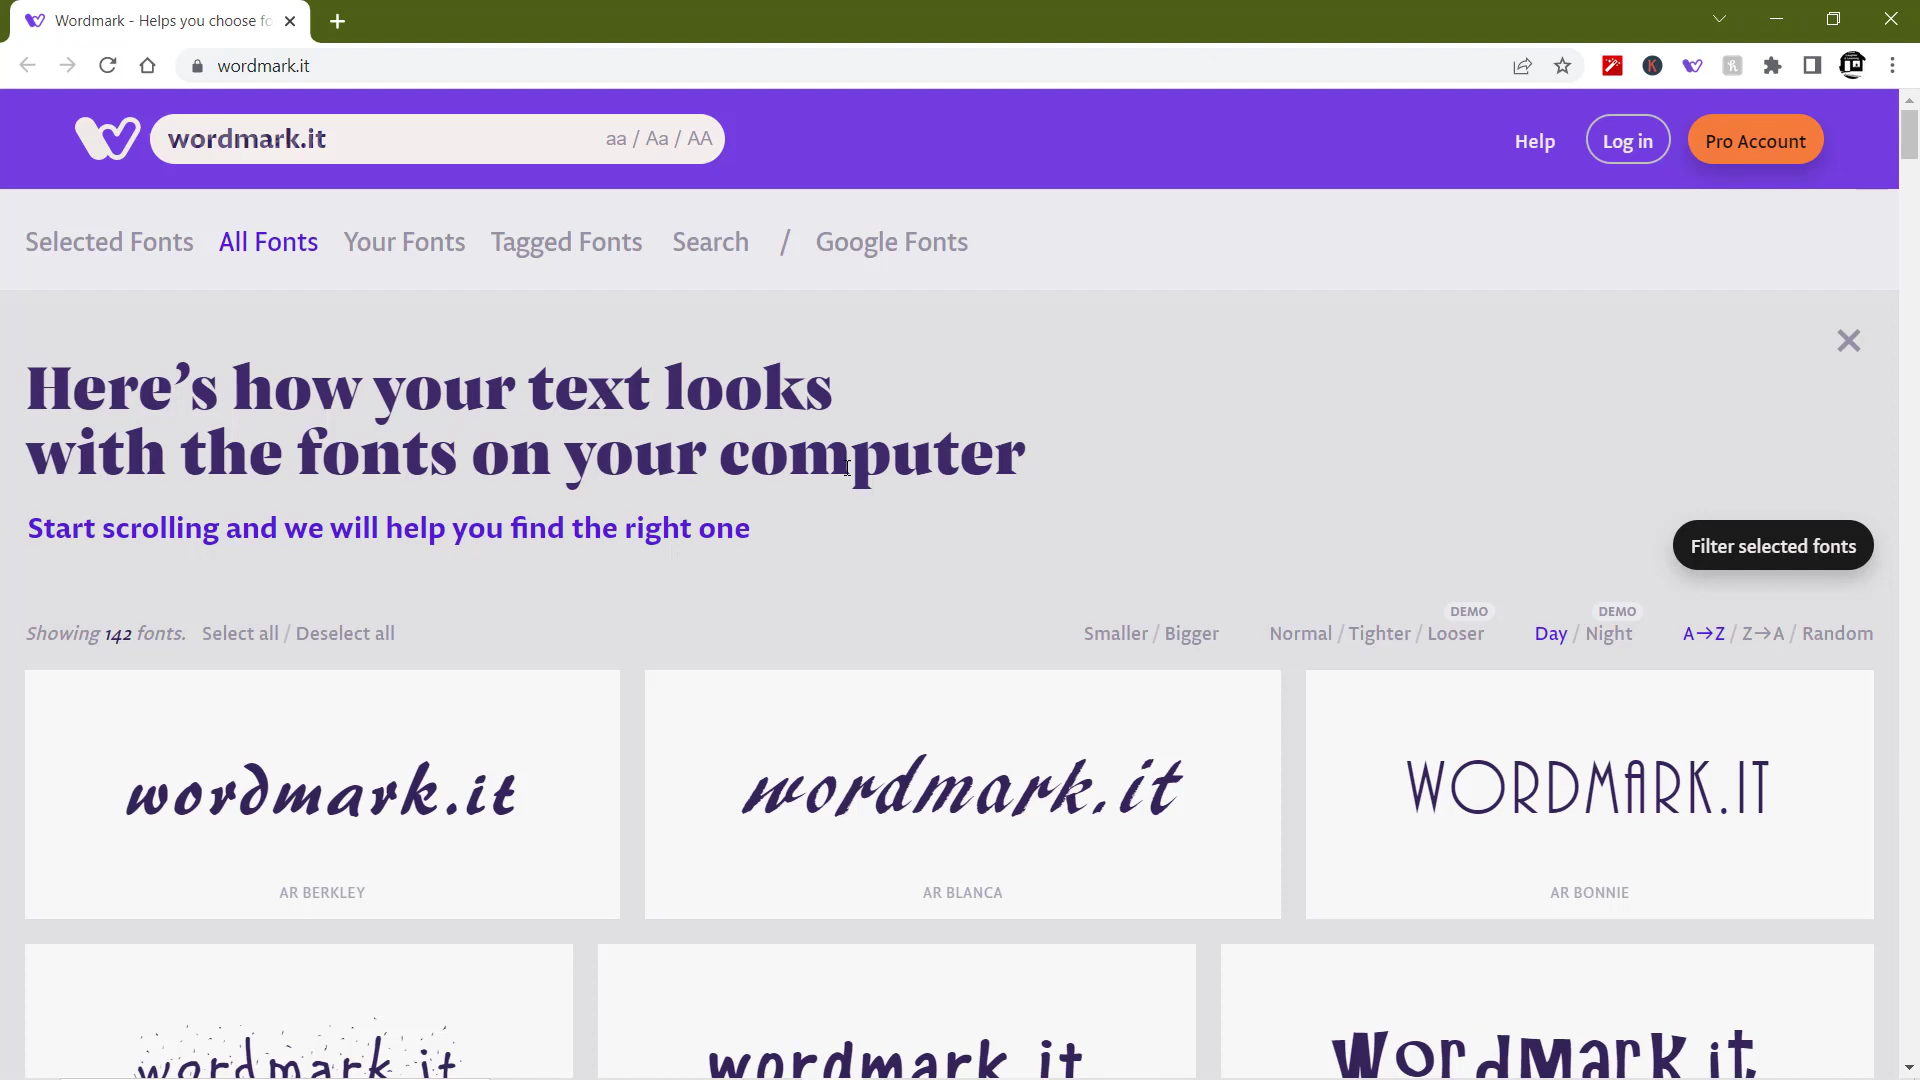 Wordmark - Helps you choose fo
wordmark.it
wordmark.it aa / Aa / AA Help Log in Pro Account
Selected Fonts All Fonts Your Fonts Tagged Fonts Search / Google Fonts
Here’s how your text looks
with the fonts on your computer
Start scrolling and we will help you find the right one
Filter selected fonts
DEMO DEMO
Showing 142 fonts. Select all / Deselect all Smaller / Bigger Normal / Tighter / Looser Day / Night A→Z / Z→A / Random
wordmark.it wordmark.it WORDMARK.IT
AR BERKLEY AR BLANCA AR BONNIE
wordmark.it wordmark.it Wordmark.it